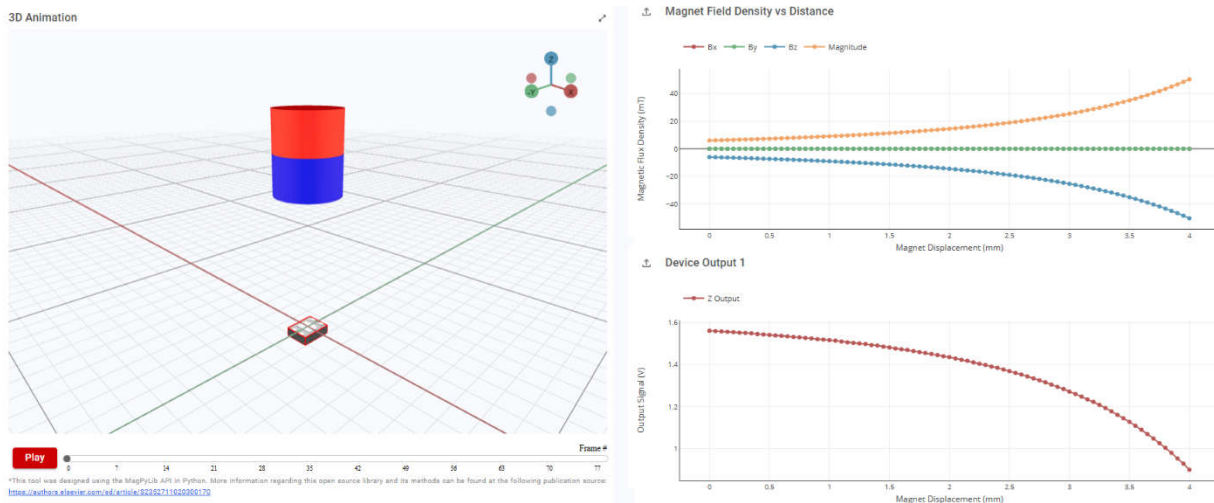 3D Animation
Z
-Y
X
Frame #
Play
0 7 14 21 28 35 42 49 56 63 70 77
*This tool was designed using the MagPyLib API in Python. More information regarding this open source library and its methods can be found at the following publication source:
https://authors.elsevier.com/sd/article/S2352711020300170
Magnet Field Density vs Distance
Bx By Bz Magnitude
Magnetic Flux Density (mT)
40
20
0
−20
−40
0 0.5 1 1.5 2 2.5 3 3.5 4
Magnet Displacement (mm)
Device Output 1
Z Output
Output Signal (V)
1.6
1.4
1.2
1
0 0.5 1 1.5 2 2.5 3 3.5 4
Magnet Displacement (mm)